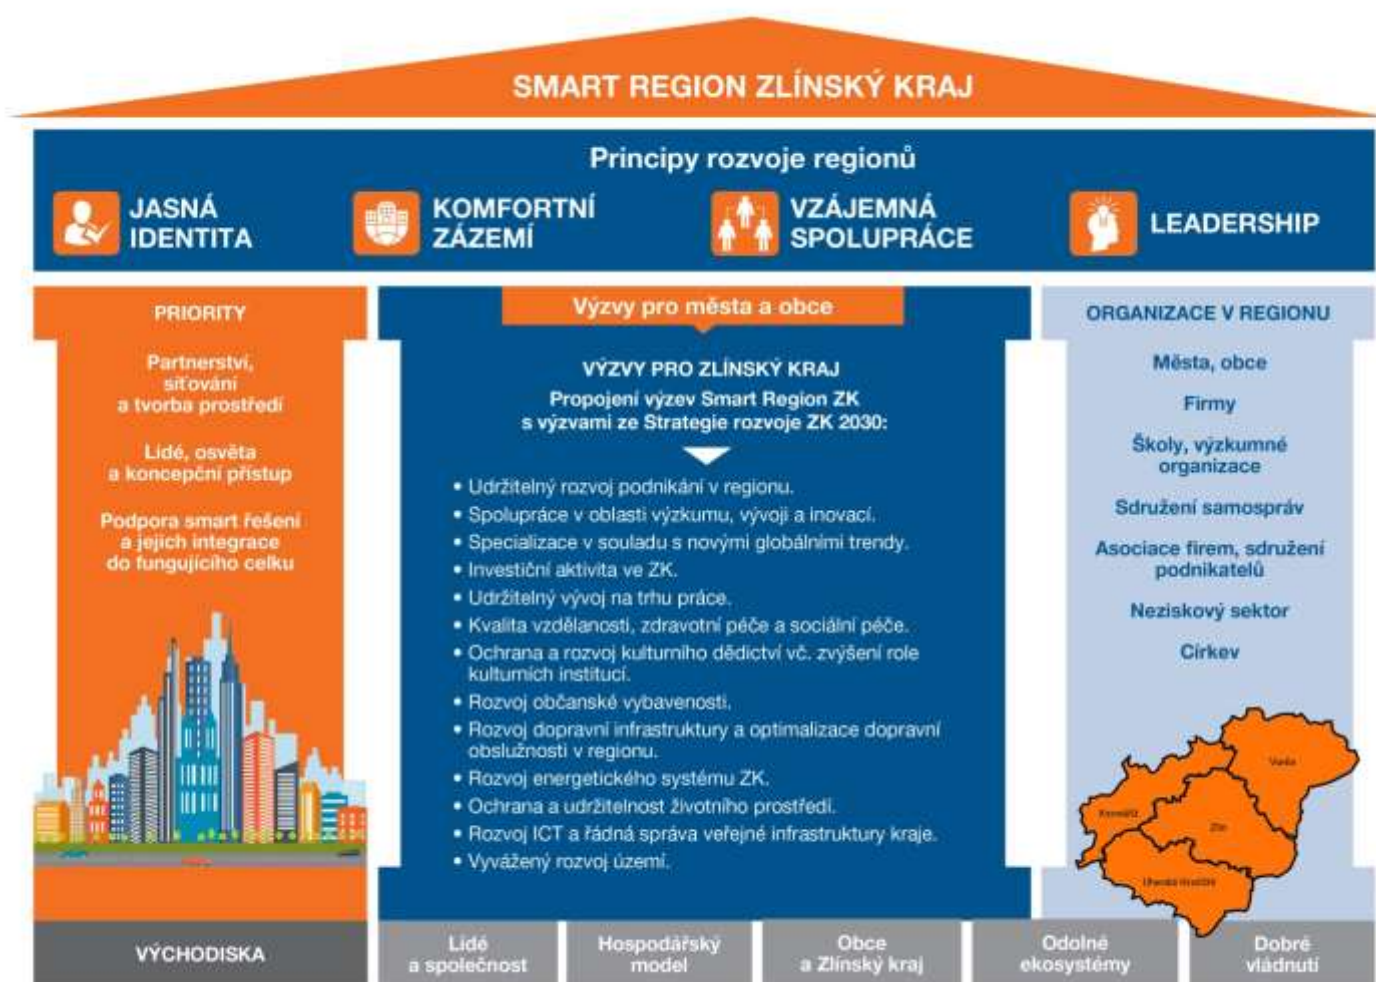 SMART REGION ZLÍNSKÝ KRAJ
Principy rozvoje regionů
JASNÁ
IDENTITA
KOMFORTNÍ
ZÁZEMÍ
VZÁJEMNÁ
SPOLUPRÁCE
LEADERSHIP
PRIORITY
Partnerství,
síťování
a tvorba prostředí
Lidé, osvěta
a koncepční přístup
Podpora smart řešení
a jejich integrace
do fungujícího celku
Výzvy pro města a obce
VÝZVY PRO ZLÍNSKÝ KRAJ
Propojení výzev Smart Region ZK
s výzvami ze Strategie rozvoje ZK 2030:
• Udržitelný rozvoj podnikání v regionu.
• Spolupráce v oblasti výzkumu, vývoji a inovací.
• Specializace v souladu s novými globálními trendy.
• Investiční aktivita ve ZK.
• Udržitelný vývoj na trhu práce.
• Kvalita vzdělanosti, zdravotní péče a sociální péče.
• Ochrana a rozvoj kulturního dědictví vč. zvýšení role
kulturních institucí.
• Rozvoj občanské vybavenosti.
• Rozvoj dopravní infrastruktury a optimalizace dopravní
obslužnosti v regionu.
• Rozvoj energetického systému ZK.
• Ochrana a udržitelnost životního prostředí.
• Rozvoj ICT a řádná správa veřejné infrastruktury kraje.
• Vyvážený rozvoj území.
ORGANIZACE V REGIONU
Města, obce
Firmy
Školy, výzkumné
organizace
Sdružení samospráv
Asociace firem, sdružení
podnikatelů
Neziskový sektor
Církev
Vsetín
Kroměříž
Zlín
Uherské Hradiště
VÝCHODISKA
Lidé
a společnost
Hospodářský
model
Obce
a Zlínský kraj
Odolné
ekosystémy
Dobré
vládnutí